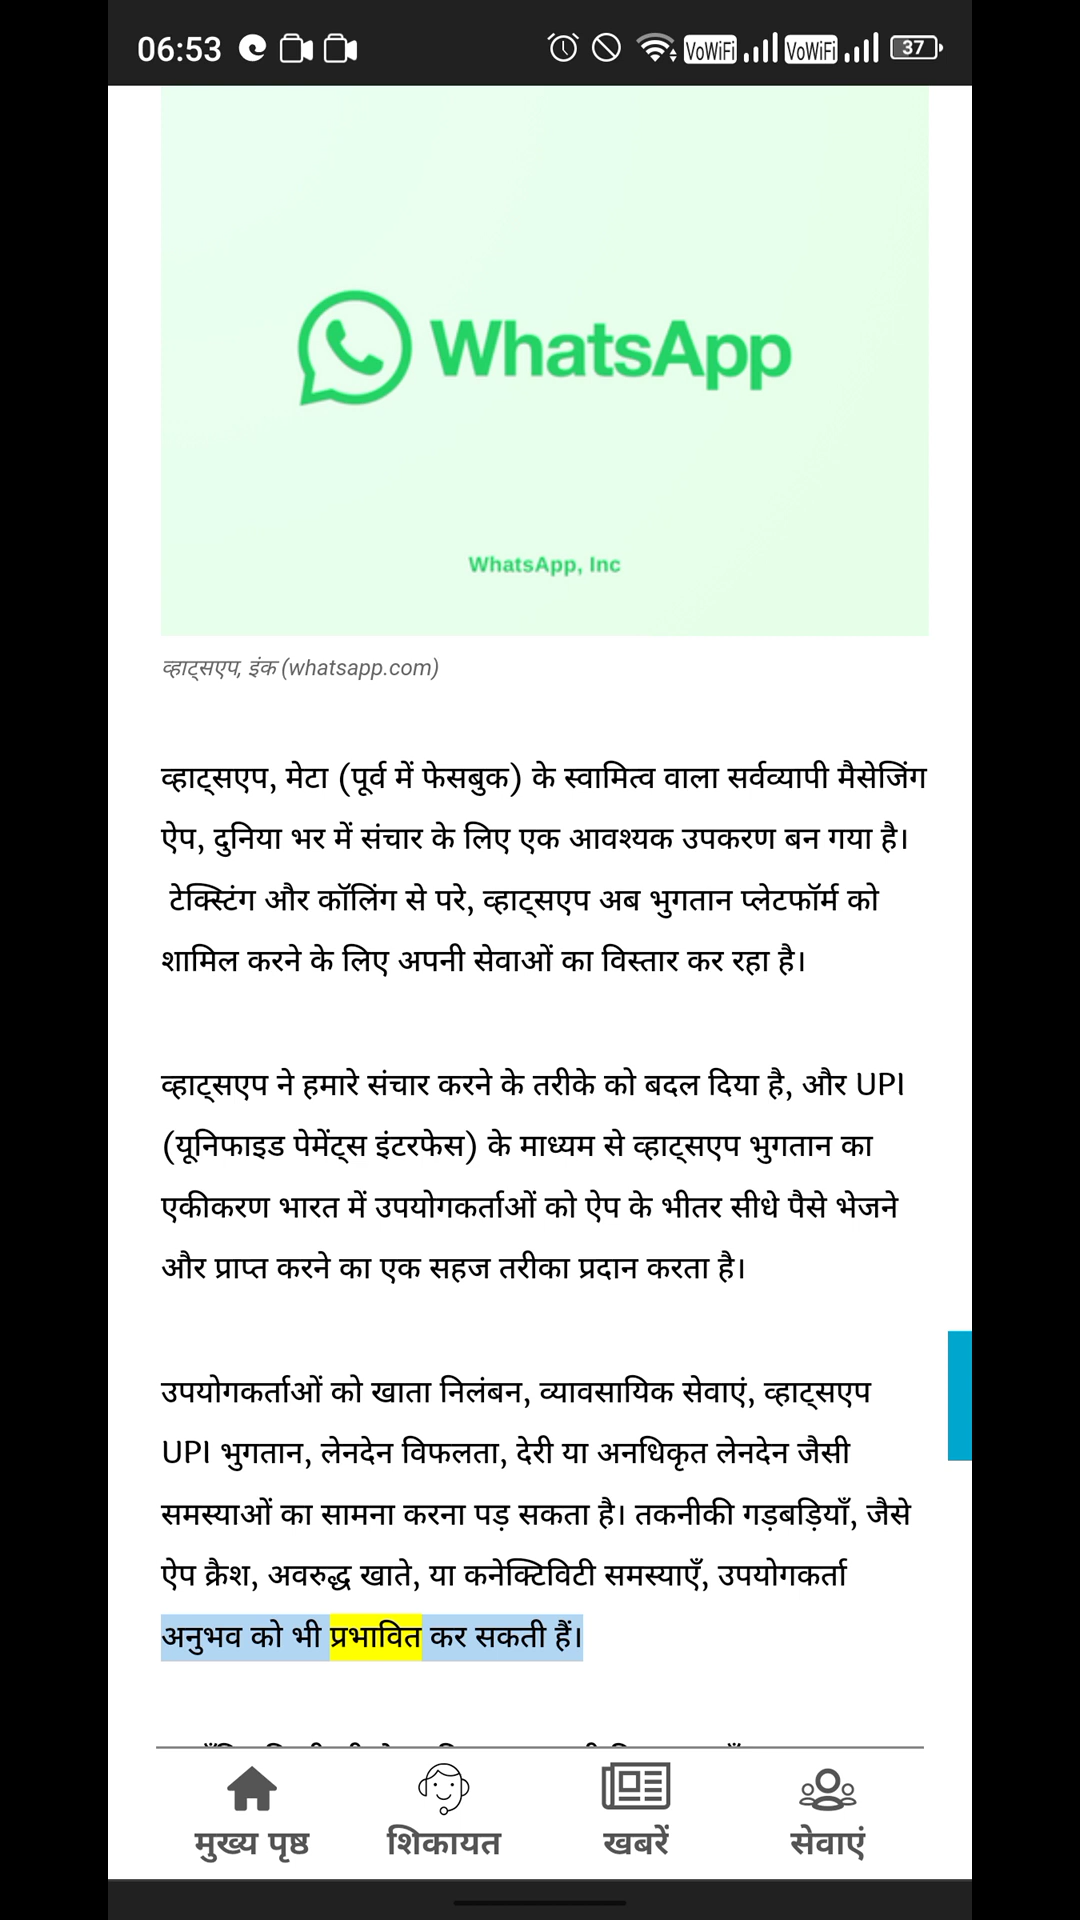 06:53
VoWiFi VoWiFi 37
WhatsApp
WhatsApp, Inc
व्हाट्सएप, इंक (whatsapp.com)
व्हाट्सएप, मेटा (पूर्व में फेसबुक) के स्वामित्व वाला सर्वव्यापी मैसेजिंग
ऐप, दुनिया भर में संचार के लिए एक आवश्यक उपकरण बन गया है।
टेक्स्टिंग और कॉलिंग से परे, व्हाट्सएप अब भुगतान प्लेटफॉर्म को
शामिल करने के लिए अपनी सेवाओं का विस्तार कर रहा है।
व्हाट्सएप ने हमारे संचार करने के तरीके को बदल दिया है, और UPI
(यूनिफाइड पेमेंट्स इंटरफेस) के माध्यम से व्हाट्सएप भुगतान का
एकीकरण भारत में उपयोगकर्ताओं को ऐप के भीतर सीधे पैसे भेजने
और प्राप्त करने का एक सहज तरीका प्रदान करता है।
उपयोगकर्ताओं को खाता निलंबन, व्यावसायिक सेवाएं, व्हाट्सएप
UPI भुगतान, लेनदेन विफलता, देरी या अनधिकृत लेनदेन जैसी
समस्याओं का सामना करना पड़ सकता है। तकनीकी गड़बड़ियाँ, जैसे
ऐप क्रैश, अवरुद्ध खाते, या कनेक्टिविटी समस्याएँ, उपयोगकर्ता
अनुभव को भी प्रभावित कर सकती हैं।
मुख्य पृष्ठ शिकायत खबरें सेवाएं